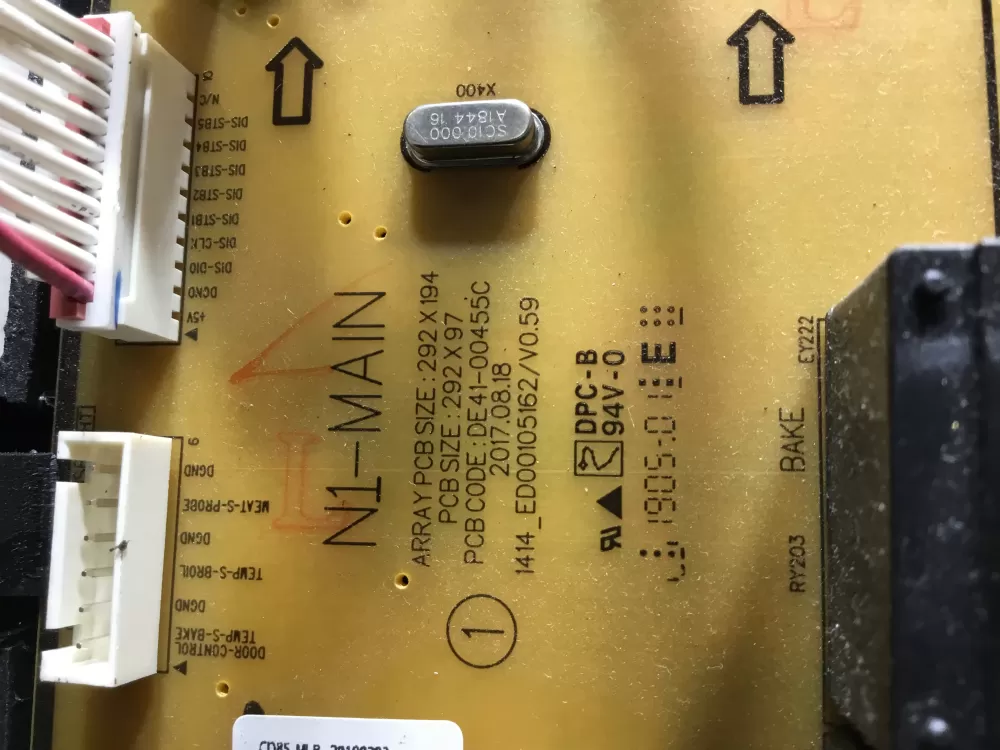 X400
SC10.000
A1844 16
C
N/C
DIS-STB5
DIS-STB4
DIS-STB3
DIS-STB2
DIS-STB1
DIS-CLK
DIS-DIO
DGND
+5V
N1-MAIN
ARRAY PCB SIZE : 292 X 194
PCB SIZE : 292 X 97
PCB CODE : DE41-00455C
2017.08.18
1414_ED00105162/V0.59
DPC-B
94V-0
1905
E
EY222
BAKE
RY203
9
DGND
MEAT-S-PROBE
DGND
TEMP-S-BROIL
DGND
TEMP-S-BAKE
DOOR-CONTROL
1